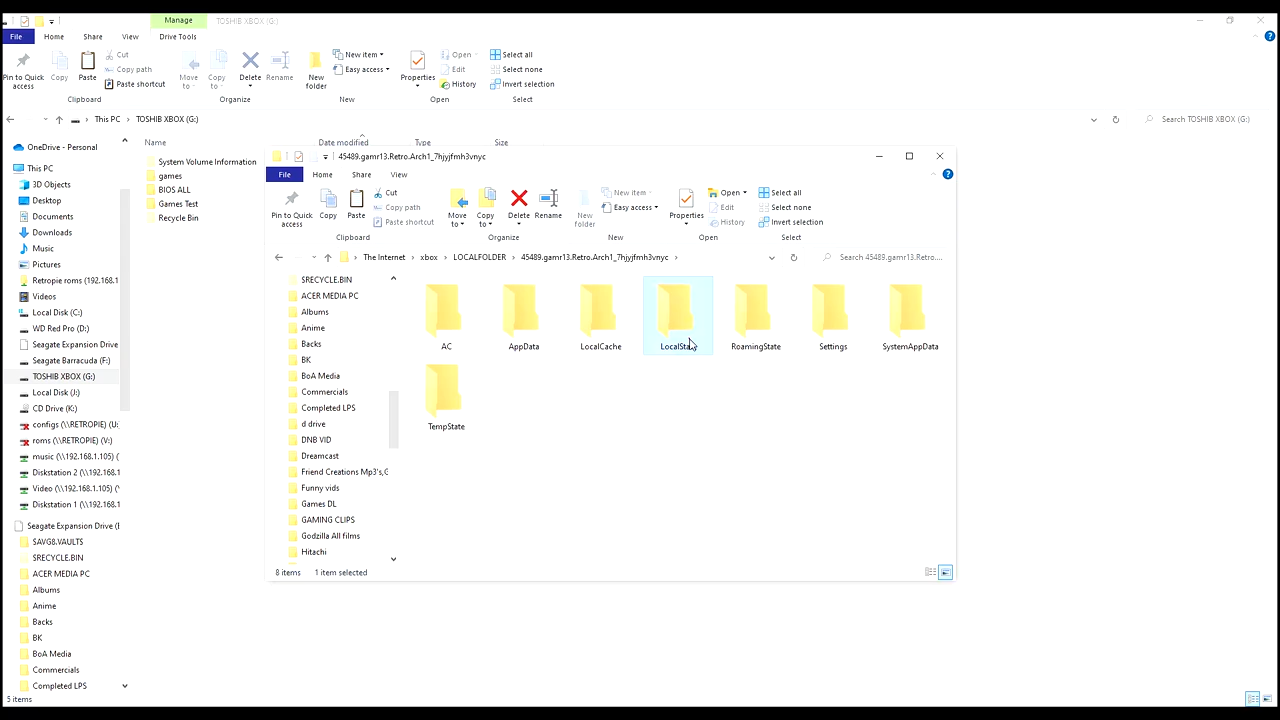 Manage
TOSHIB XBOX (G:)
File
Home
Share
View
Drive Tools
Pin to Quick access
Copy
Paste
Cut
Copy path
Paste shortcut
Move to
Copy to
Delete
Rename
New folder
New item
Easy access
Properties
Open
Edit
History
Select all
Select none
Invert selection
Clipboard
Organize
New
Open
Select
This PC
TOSHIB XBOX (G:)
Search TOSHIB XBOX (G:)
OneDrive - Personal
This PC
3D Objects
Desktop
Documents
Downloads
Music
Pictures
Retropie roms (192.168.1
Videos
Local Disk (C:)
WD Red Pro (D:)
Seagate Expansion Drive
Seagate Barracuda (F:)
TOSHIB XBOX (G:)
Local Disk (J:)
CD Drive (K:)
configs (\\RETROPIE) (U:
roms (\\RETROPIE) (V:)
music (\\192.168.1.105) (
Diskstation 2 (\\192.168.1
Video (\\192.168.1.105) (
Diskstation 1 (\\192.168.1
Seagate Expansion Drive (
SAVG8.VAULTS
SRECYCLE.BIN
ACER MEDIA PC
Albums
Anime
Backs
BK
BoA Media
Commercials
Completed LPS
5 items
Name
Date modified
Type
Size
System Volume Information
games
BIOS ALL
Games Test
Recycle Bin
45489.gamr13.Retro.Arch1_7hjyjfmh3vnyc
File
Home
Share
View
Pin to Quick access
Copy
Paste
Cut
Copy path
Paste shortcut
Move to
Copy to
Delete
Rename
New folder
New item
Easy access
Properties
Open
Edit
History
Select all
Select none
Invert selection
Clipboard
Organize
New
Open
Select
The Internet
xbox
LOCALFOLDER
45489.gamr13.Retro.Arch1_7hjyjfmh3vnyc
Search 45489.gamr13.Retro....
SRECYCLE.BIN
ACER MEDIA PC
Albums
Anime
Backs
BK
BoA Media
Commercials
Completed LPS
d drive
DNB VID
Dreamcast
Friend Creations Mp3's,G
Funny vids
Games DL
GAMING CLIPS
Godzilla All films
Hitachi
AC
AppData
LocalCache
RoamingState
Settings
SystemAppData
TempState
8 items
1 item selected